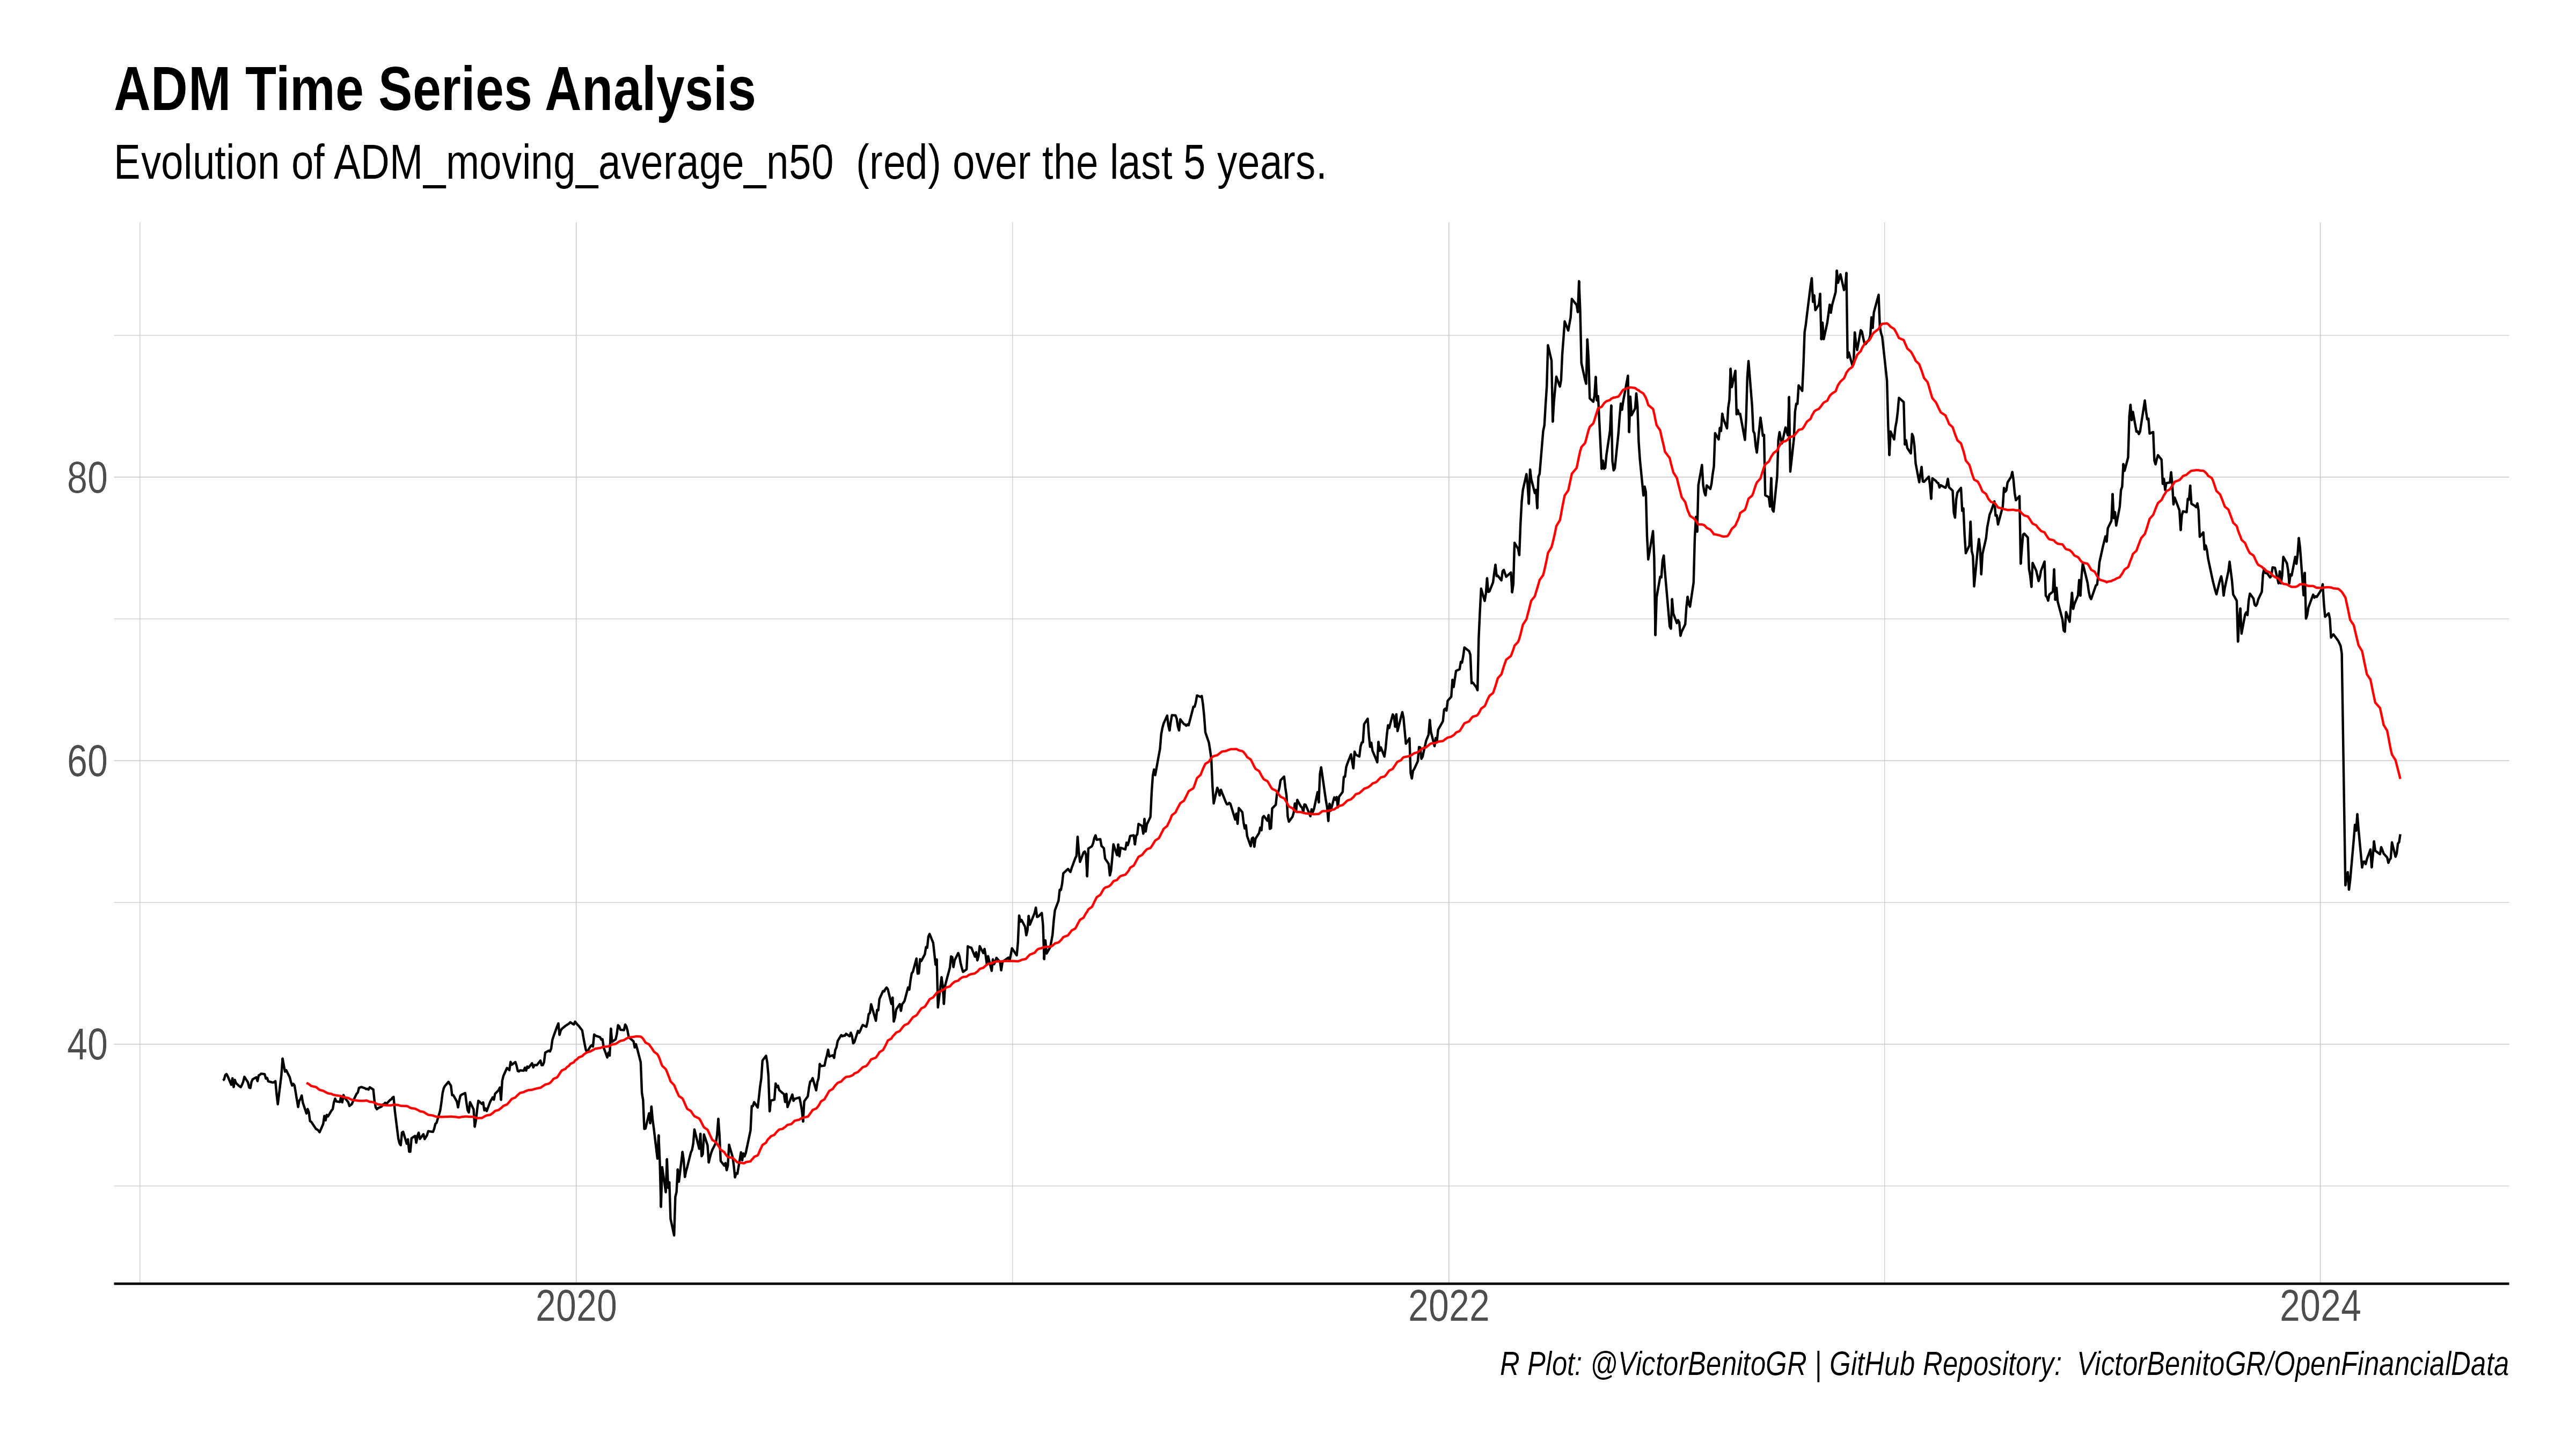 ADM Time Series Analysis
Evolution of ADM_moving_average_n50  (red) over the last 5 years.
80
60
40
2020 2022 2024
R Plot: @VictorBenitoGR | GitHub Repository:  VictorBenitoGR/OpenFinancialData